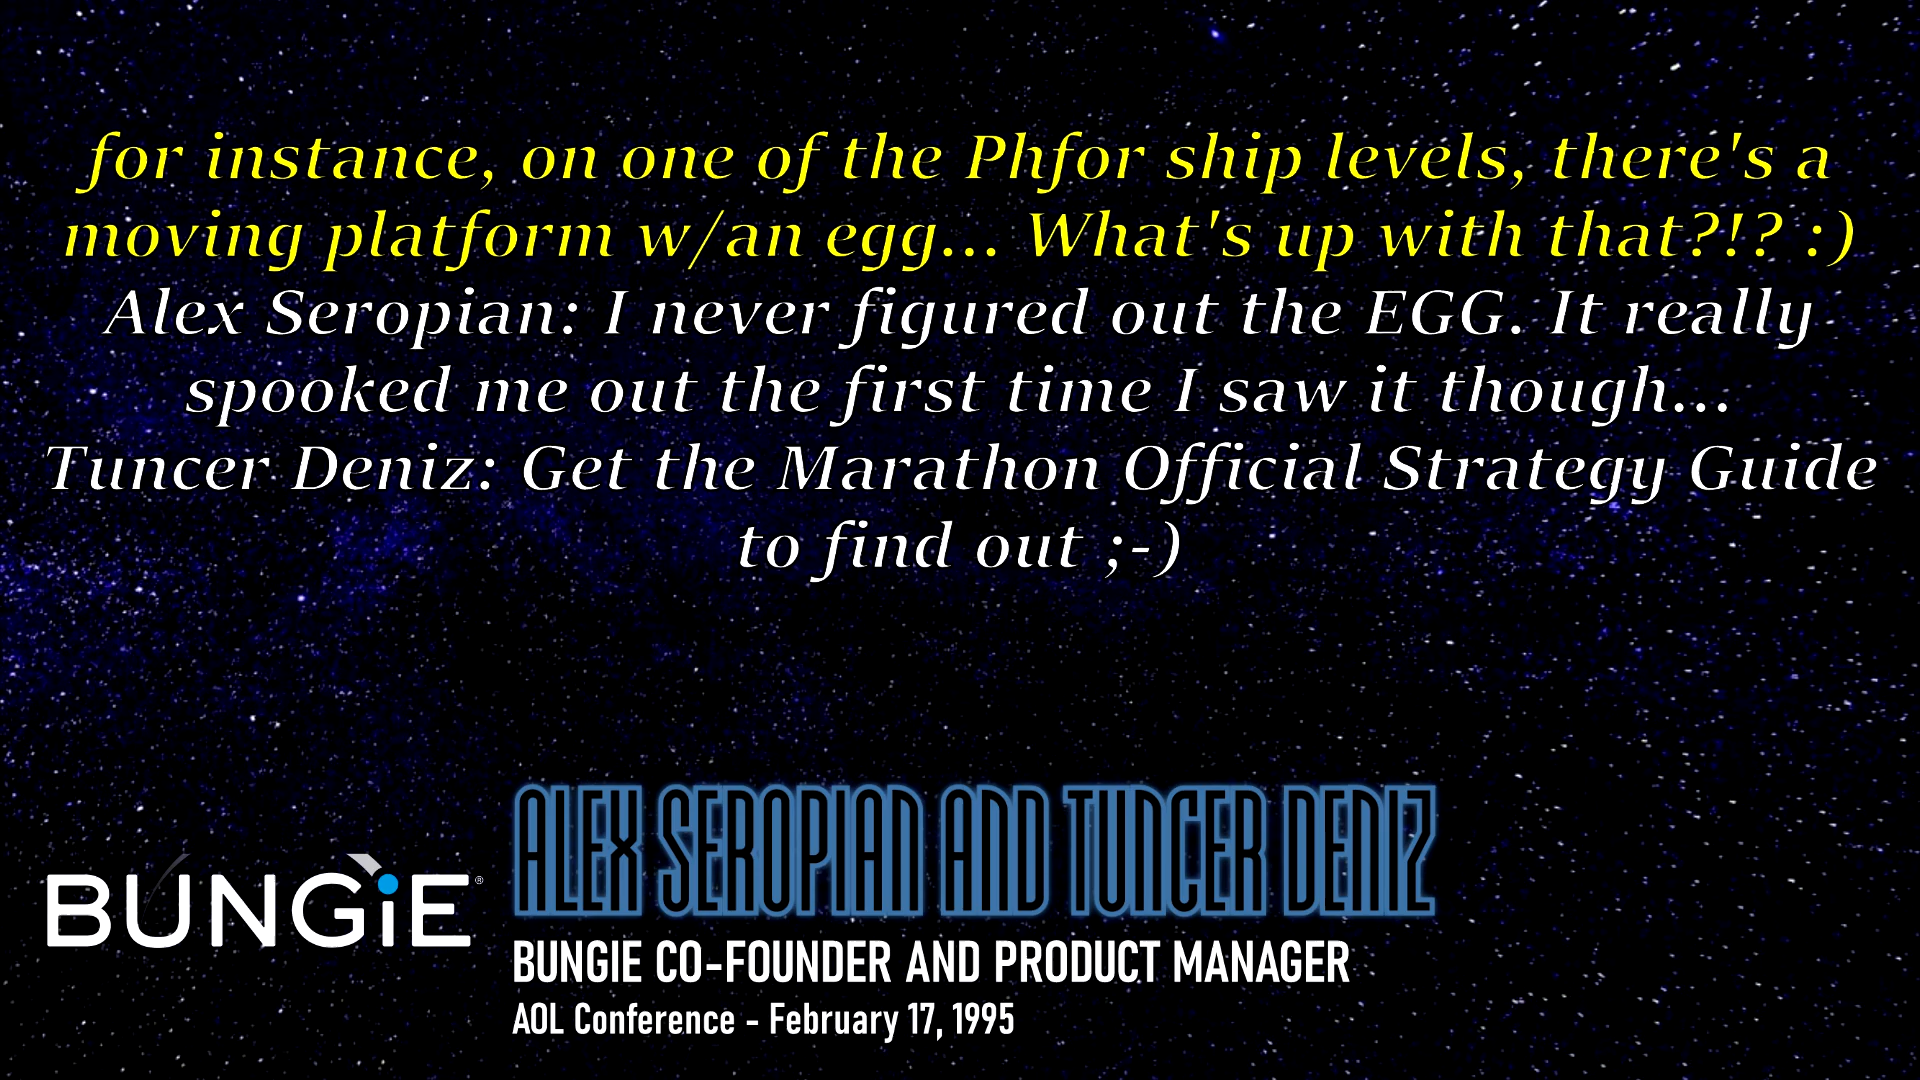 for instance, on one of the Phfor ship levels, there's a
moving platform w/an egg... What's up with that?!? :)
Alex Seropian: I never figured out the EGG. It really
spooked me out the first time I saw it though...
Tuncer Deniz: Get the Marathon Official Strategy Guide
to find out ;-)
ALEX SEROPIAN AND TUNCER DENIZ
BUNGiE®
BUNGIE CO-FOUNDER AND PRODUCT MANAGER
AOL Conference - February 17, 1995